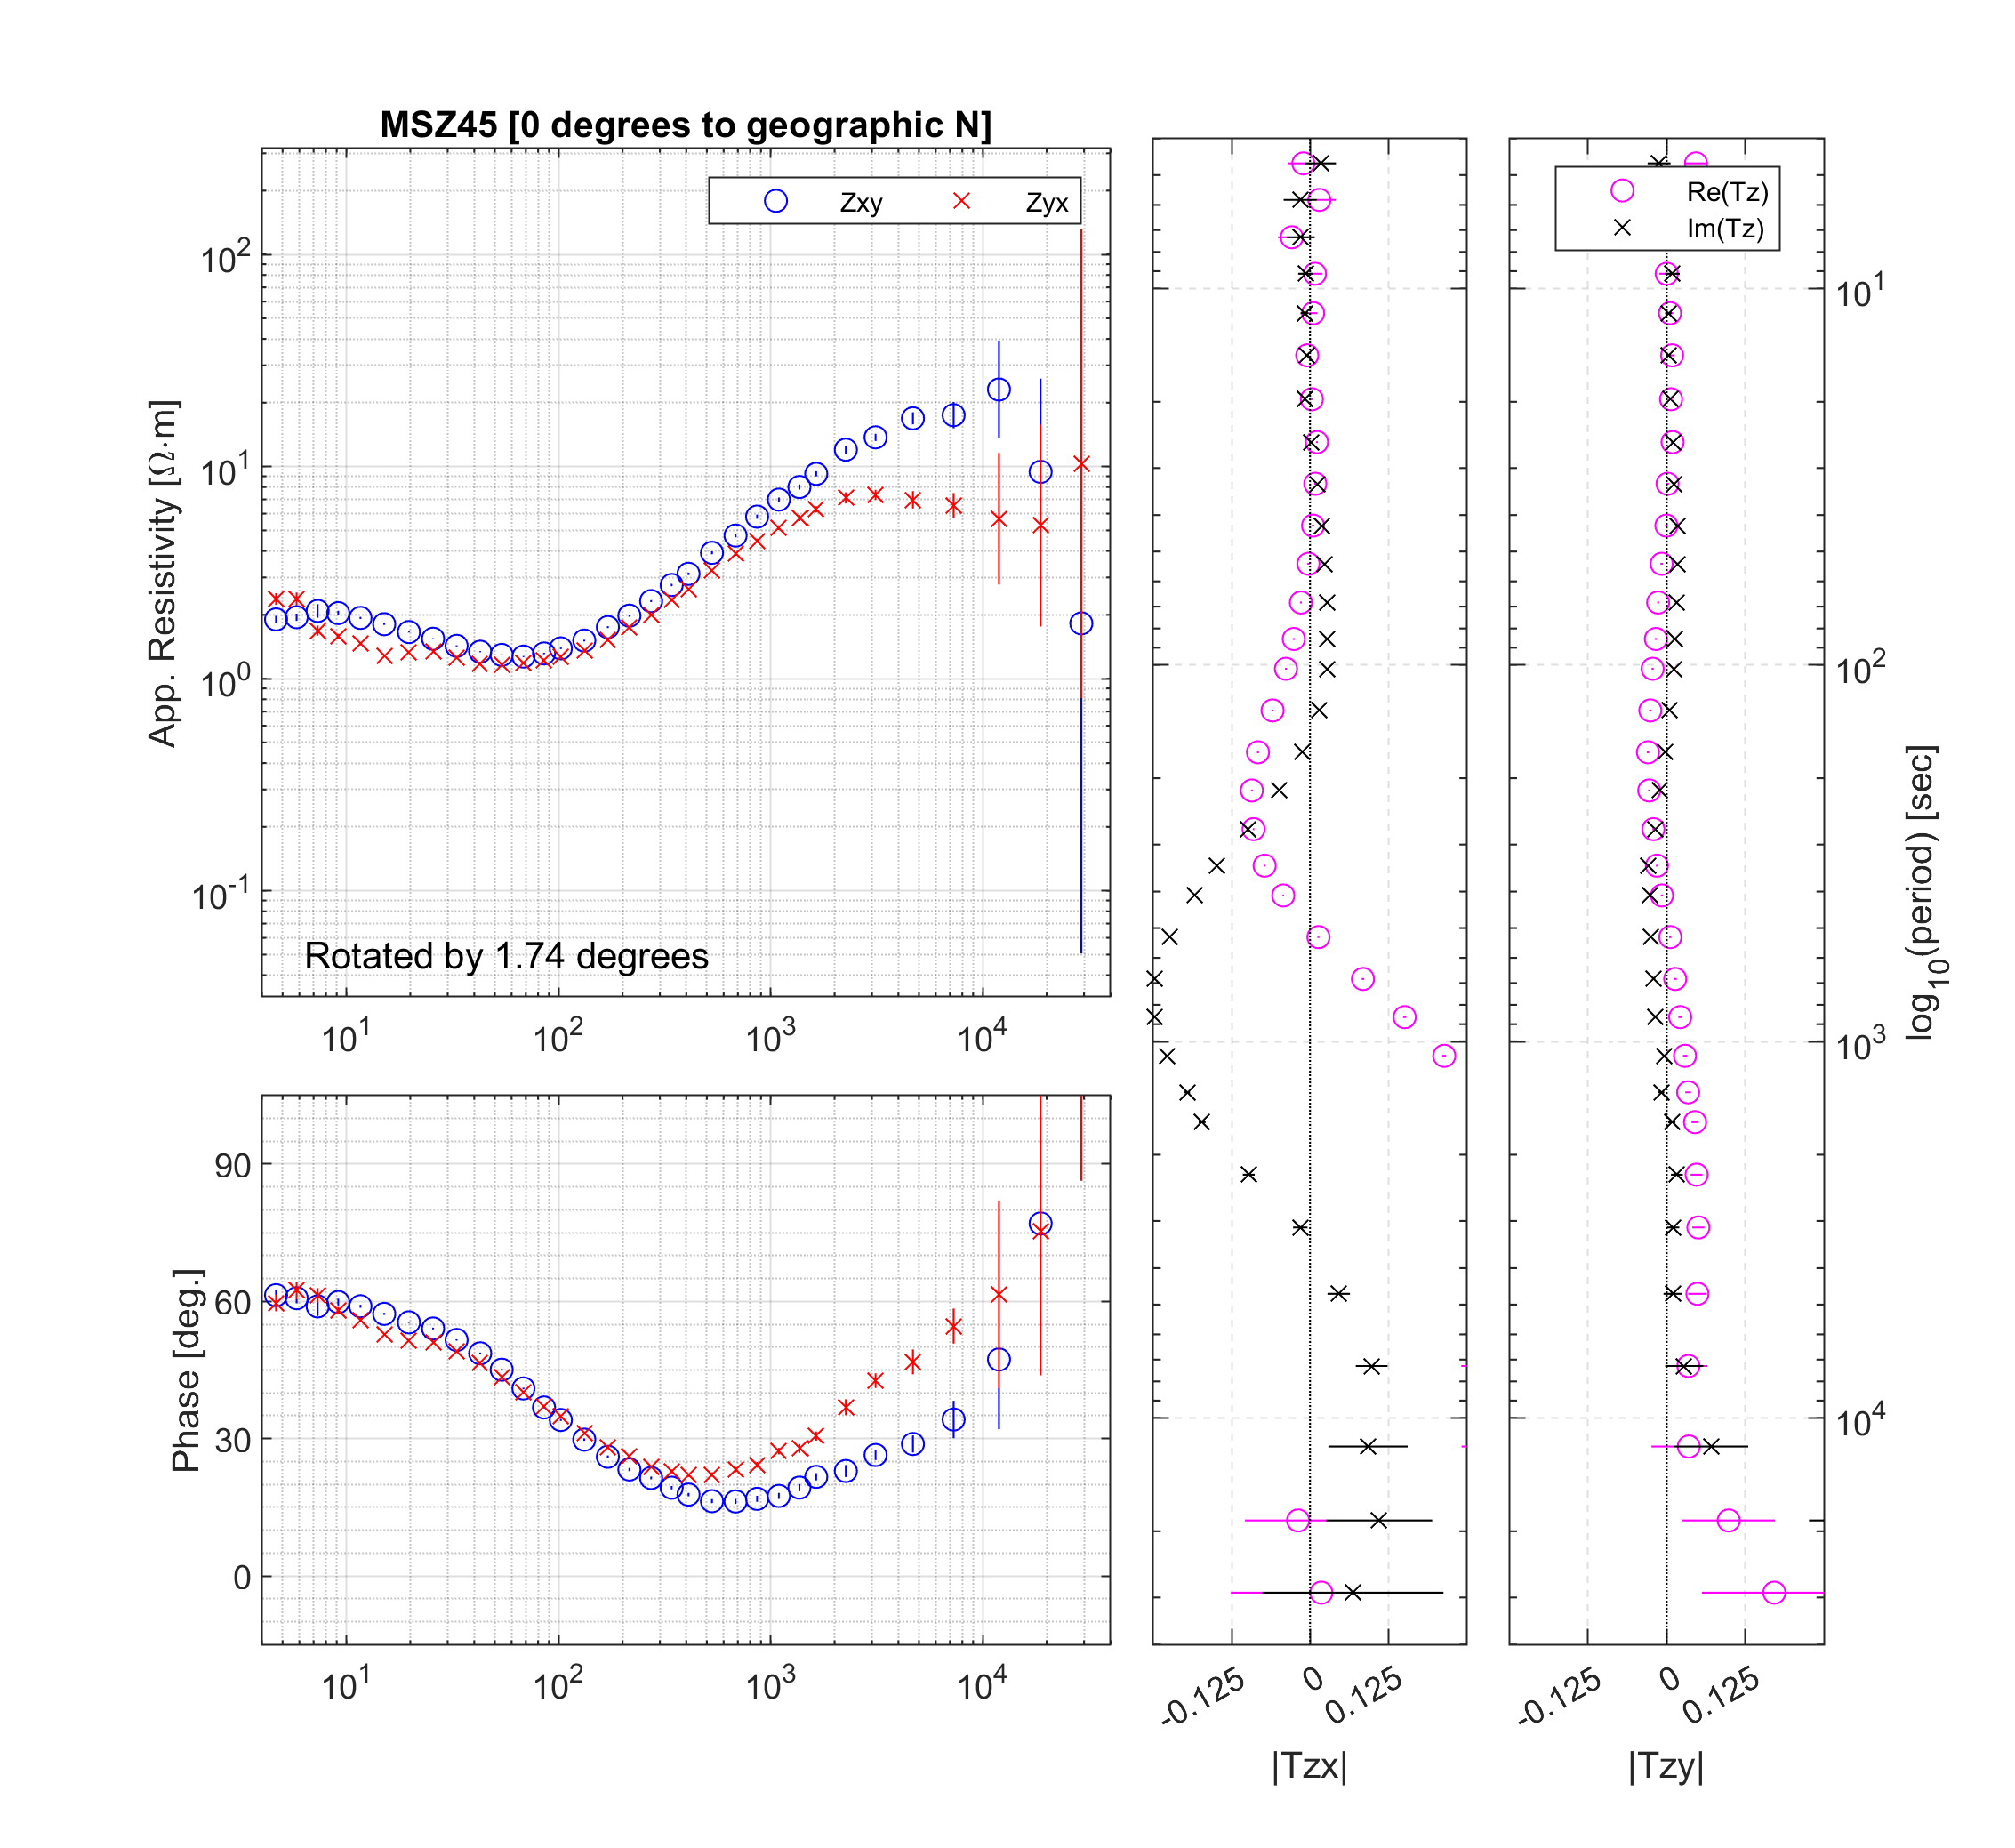 MSZ45 [0 degrees to geographic N]
Zxy Zyx
App. Resistivity [Ω·m]
10^2
10^1
10^0
10^-1
Rotated by 1.74 degrees
10^1 10^2 10^3 10^4
Phase [deg.]
90
60
30
0
10^1 10^2 10^3 10^4
-0.125 0 0.125
|Tzx|
Re(Tz)
Im(Tz)
10^1
10^2
10^3
10^4
log10(period) [sec]
-0.125 0 0.125
|Tzy|